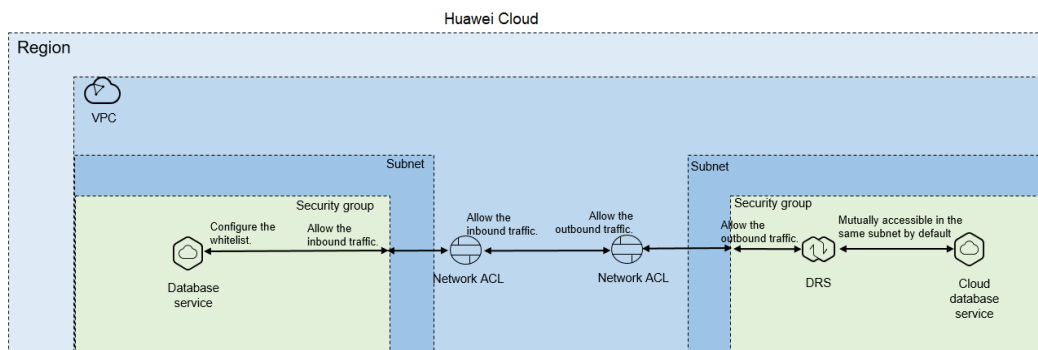 Huawei Cloud
Region
VPC
Subnet
Subnet
Security group
Security group
Configure the
whitelist.
Allow the
inbound traffic.
Allow the
inbound traffic.
Allow the
outbound traffic.
Allow the
outbound traffic.
Mutually accessible in the
same subnet by default
Database
service
Network ACL
Network ACL
DRS
Cloud
database
service